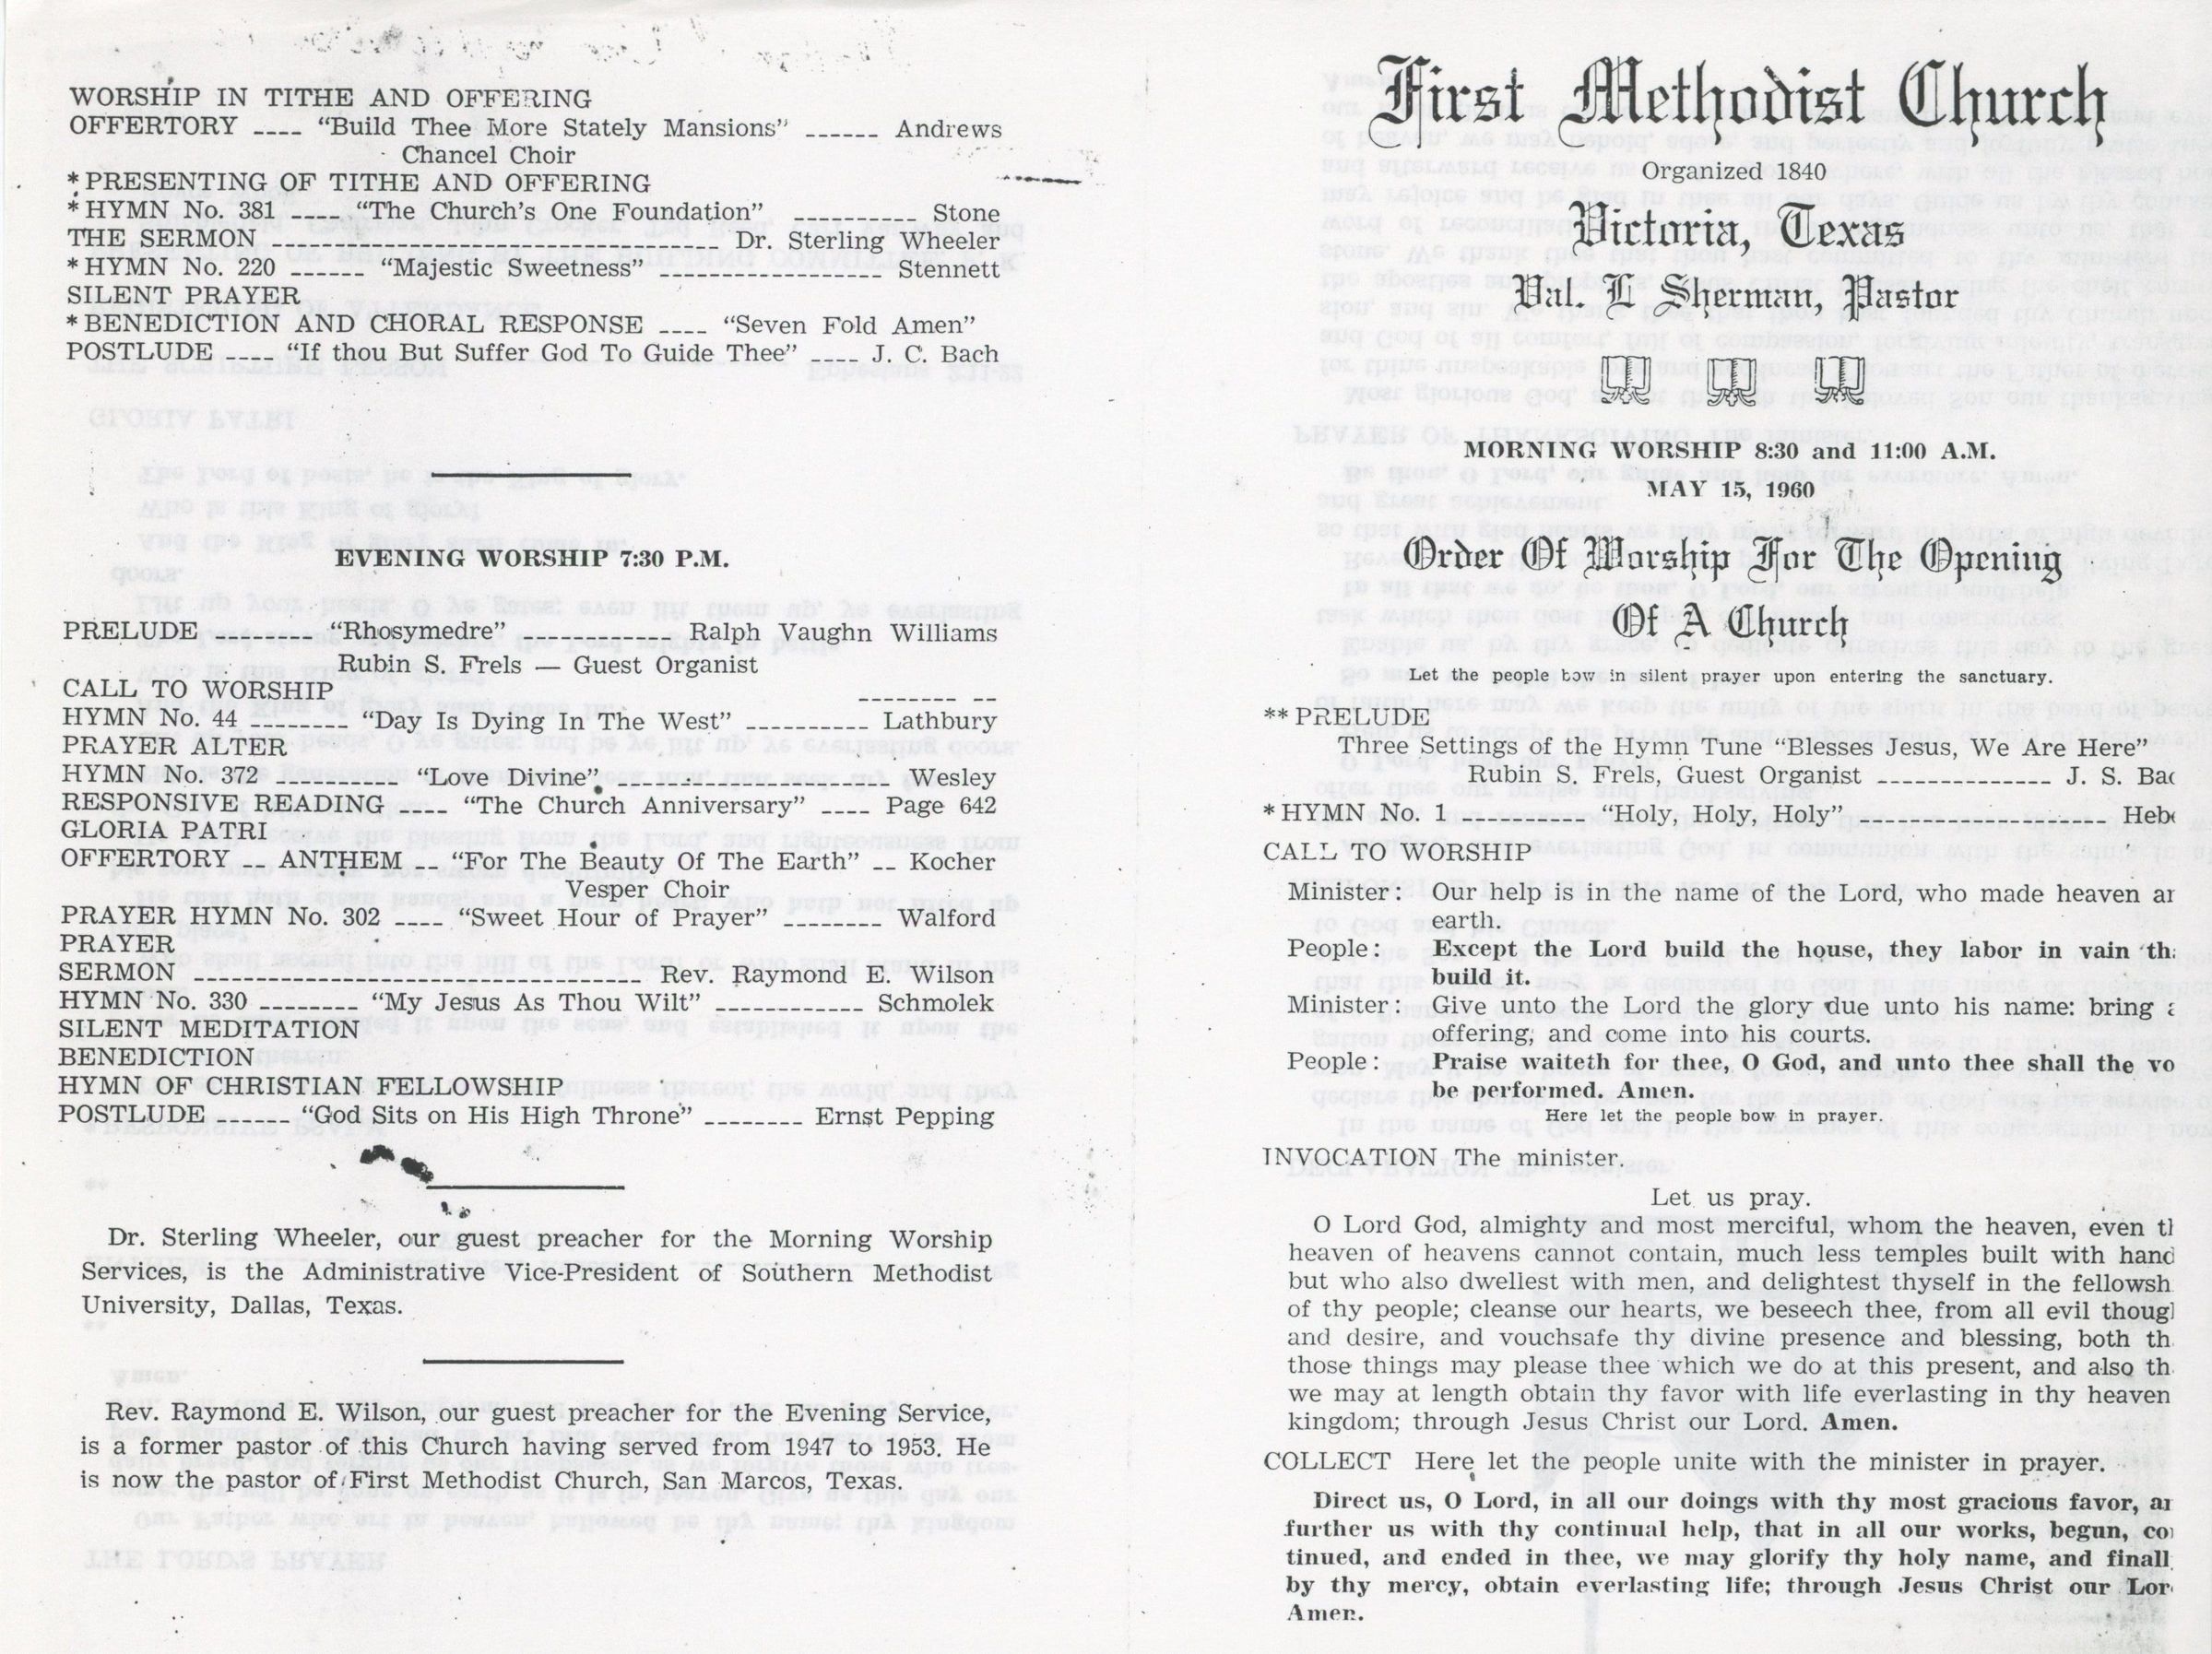 WORSHIP IN TITHE AND OFFERING
OFFERTORY ---- “Build Thee More Stately Mansions” ------ Andrews
Chancel Choir
*PRESENTING OF TITHE AND OFFERING
*HYMN No. 381 ---- “The Church's One Foundation” ---------- Stone
THE SERMON ------------------------------------ Dr. Sterling Wheeler
*HYMN No. 220 ------ “Majestic Sweetness” ------------------ Stennett
SILENT PRAYER
*BENEDICTION AND CHORAL RESPONSE ---- “Seven Fold Amen”
POSTLUDE ---- “If thou But Suffer God To Guide Thee” ---- J. C. Bach
EVENING WORSHIP 7:30 P.M.
PRELUDE ---------- “Rhosymedre” ------------ Ralph Vaughn Williams
Rubin S. Frels — Guest Organist
CALL TO WORSHIP ------- --
HYMN No. 44 -------- “Day Is Dying In The West” ---------- Lathbury
PRAYER ALTER
HYMN No. 372 ----------- “Love Divine” ---------------------- Wesley
RESPONSIVE READING ----- “The Church Anniversary” ---- Page 642
GLORIA PATRI
OFFERTORY -- ANTHEM -- “For The Beauty Of The Earth” -- Kocher
Vesper Choir
PRAYER HYMN No. 302 ---- “Sweet Hour of Prayer” -------- Walford
PRAYER
SERMON ------------------------------------ Rev. Raymond E. Wilson
HYMN No. 330 --------- “My Jesus As Thou Wilt” ------------ Schmolek
SILENT MEDITATION
BENEDICTION
HYMN OF CHRISTIAN FELLOWSHIP
POSTLUDE ------ “God Sits on His High Throne” -------- Ernst Pepping
Dr. Sterling Wheeler, our guest preacher for the Morning Worship
Services, is the Administrative Vice-President of Southern Methodist
University, Dallas, Texas.
Rev. Raymond E. Wilson, our guest preacher for the Evening Service,
is a former pastor of this Church having served from 1947 to 1953. He
is now the pastor of First Methodist Church, San Marcos, Texas.
First Methodist Church
Organized 1840
Victoria, Texas
Val. L Sherman, Pastor
MORNING WORSHIP 8:30 and 11:00 A.M.
MAY 15, 1960
Order Of Worship For The Opening
Of A Church
Let the people bow in silent prayer upon entering the sanctuary.
**PRELUDE
Three Settings of the Hymn Tune “Blesses Jesus, We Are Here”
Rubin S. Frels, Guest Organist -------------- J. S.
*HYMN No. 1 ----------- “Holy, Holy, Holy” ----------------------
CALL TO WORSHIP
Minister: Our help is in the name of the Lord, who made heaven
earth.
People: Except the Lord build the house, they labor in vain
build it.
Minister: Give unto the Lord the glory due unto his name: bring
offering; and come into his courts.
People: Praise waiteth for thee, O God, and unto thee shall the vo
be performed. Amen.
Here let the people bow in prayer.
INVOCATION The minister.
Let us pray.
O Lord God, almighty and most merciful, whom the heaven, even
heaven of heavens cannot contain, much less temples built with hand
but who also dwellest with men, and delightest thyself in the fellowsh
of thy people; cleanse our hearts, we beseech thee, from all evil
and desire, and vouchsafe thy divine presence and blessing, both th
those things may please thee which we do at this present, and also th
we may at length obtain thy favor with life everlasting in thy heaven
kingdom; through Jesus Christ our Lord. Amen.
COLLECT Here let the people unite with the minister in prayer.
Direct us, O Lord, in all our doings with thy most gracious favor,
further us with thy continual help, that in all our works, begun,
tinued, and ended in thee, we may glorify thy holy name, and finall
by thy mercy, obtain everlasting life; through Jesus Christ our Lor
Amen.